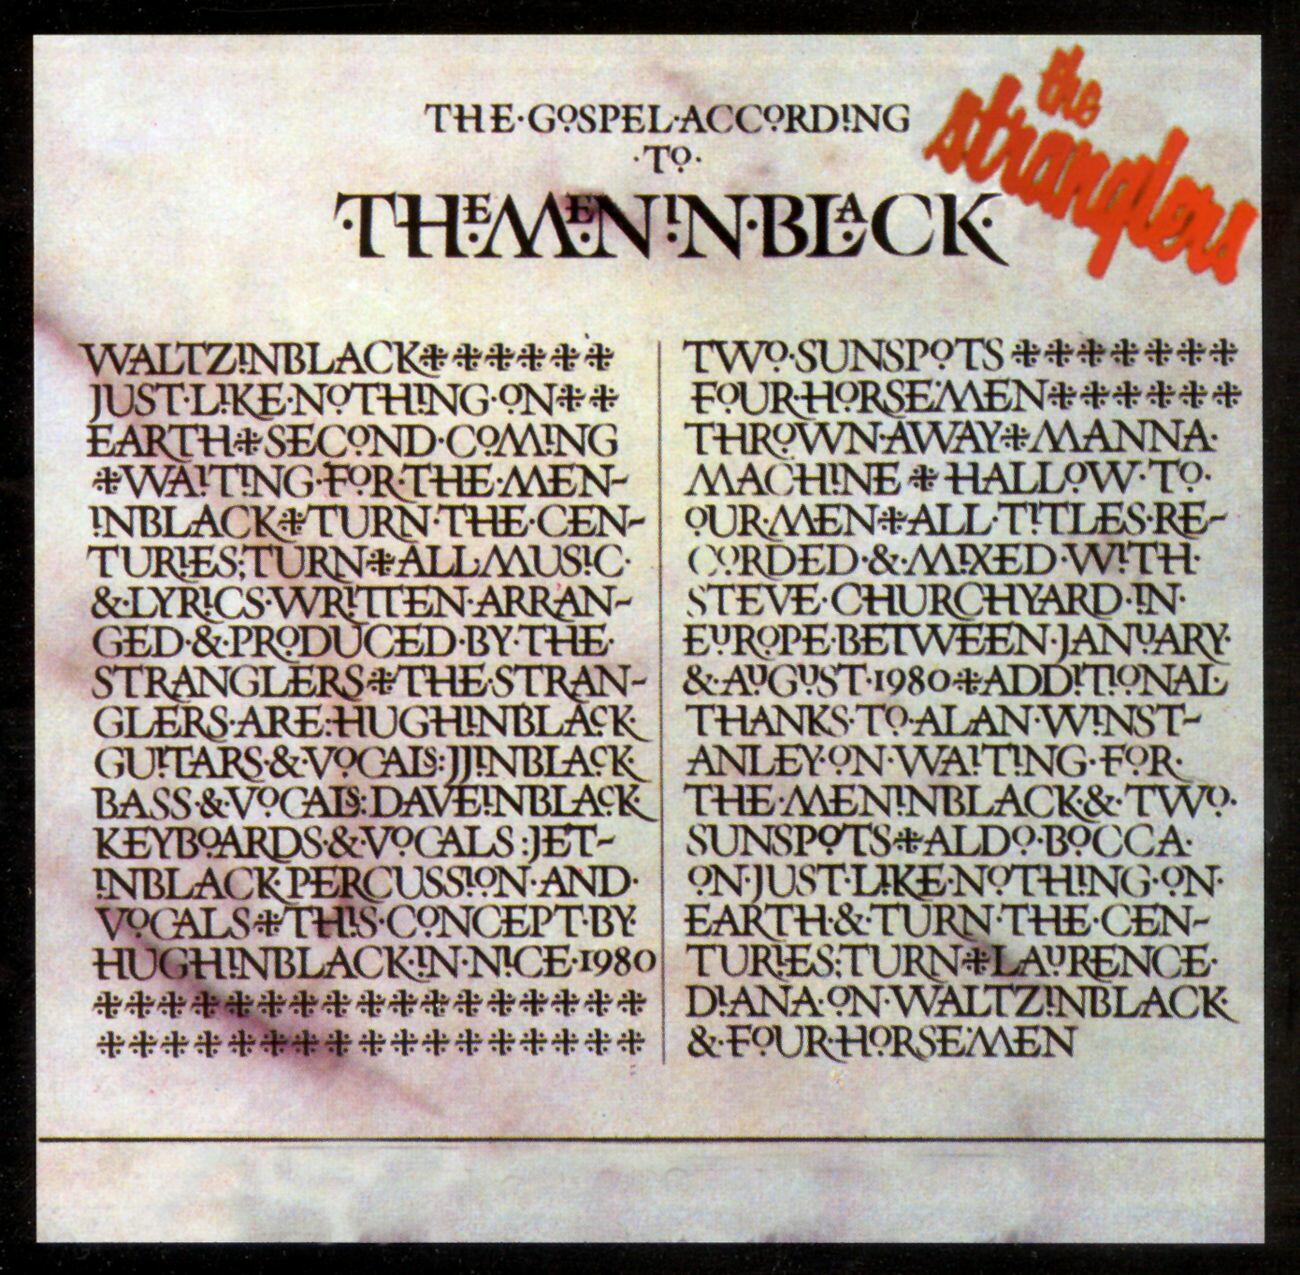 THE·GOSPEL·ACCORDING
·TO·
·THE·MEN·IN·BLACK·
the stranglers
WALTZINBLACK
JUST·LIKE·NOTHING·ON
EARTH SECOND·COMING
WAITING·FOR·THE·MEN-
INBLACK TURN·THE·CEN-
TURIES;TURN ALL·MUSIC·
&·LYRICS·WRITTEN·ARRAN-
GED·&·PRODUCED·BY·THE·
STRANGLERS THE·STRAN-
GLERS·ARE:HUGHINBLACK
GUITARS·&·VOCALS:JJINBLACK
BASS·&·VOCALS:DAVEINBLACK
KEYBOARDS·&·VOCALS:JET-
INBLACK·PERCUSSION·AND·
VOCALS THIS·CONCEPT·BY
HUGHINBLACK·IN·NICE·1980
TWO·SUNSPOTS
FOUR·HORSEMEN
THROWN·AWAY MANNA·
MACHINE HALLOW·TO·
OUR·MEN ALL·TITLES·RE-
CORDED·&·MIXED·WITH·
STEVE·CHURCHYARD·IN·
EUROPE·BETWEEN·JANUARY·
&·AUGUST·1980 ADDITIONAL
THANKS·TO·ALAN·WINST-
ANLEY·ON·WAITING·FOR·
THE·MENINBLACK·&·TWO·
SUNSPOTS ALDO·BOCCA·
ON·JUST·LIKE·NOTHING·ON·
EARTH·&·TURN·THE·CEN-
TURIES;TURN LAURENCE·
DIANA·ON·WALTZINBLACK
&·FOUR·HORSEMEN